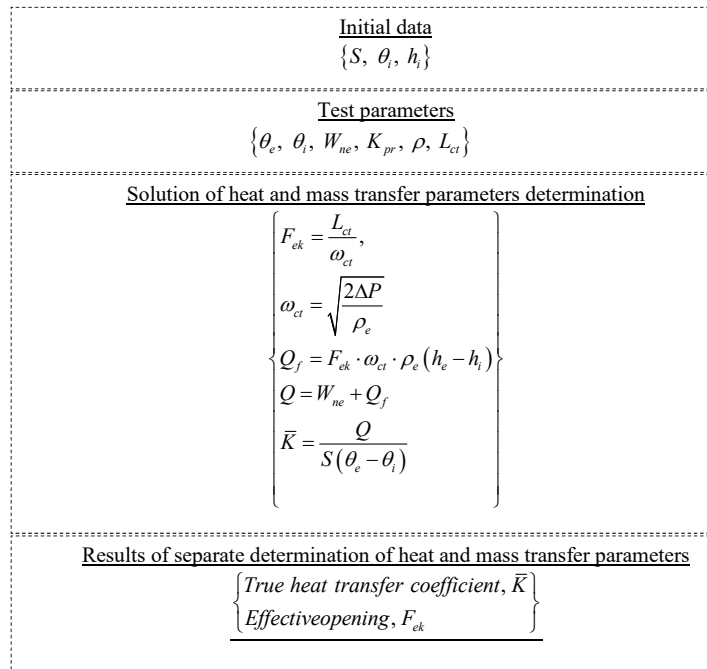 Initial data
{S, θ_i, h_i}
Test parameters
{θ_e, θ_i, W_ne, K_pr, ρ, L_ct}
Solution of heat and mass transfer parameters determination
F_ek = L_ct / ω_ct,
ω_ct = √(2ΔP / ρ_e)
Q_f = F_ek · ω_ct · ρ_e (h_e − h_i)
Q = W_ne + Q_f
K̅ = Q / S(θ_e − θ_i)
Results of separate determination of heat and mass transfer parameters
True heat transfer coefficient, K̅
Effectiveopening, F_ek